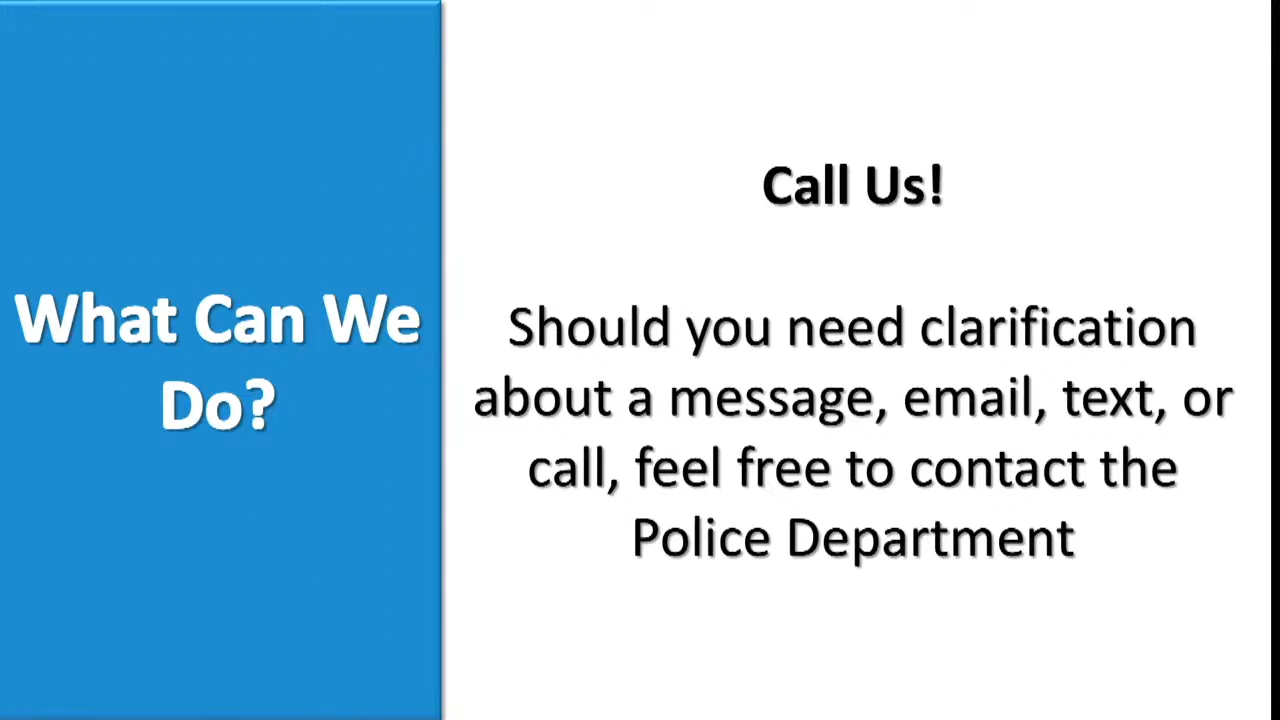 What Can We
Do?
Call Us!
Should you need clarification
about a message, email, text, or
call, feel free to contact the
Police Department